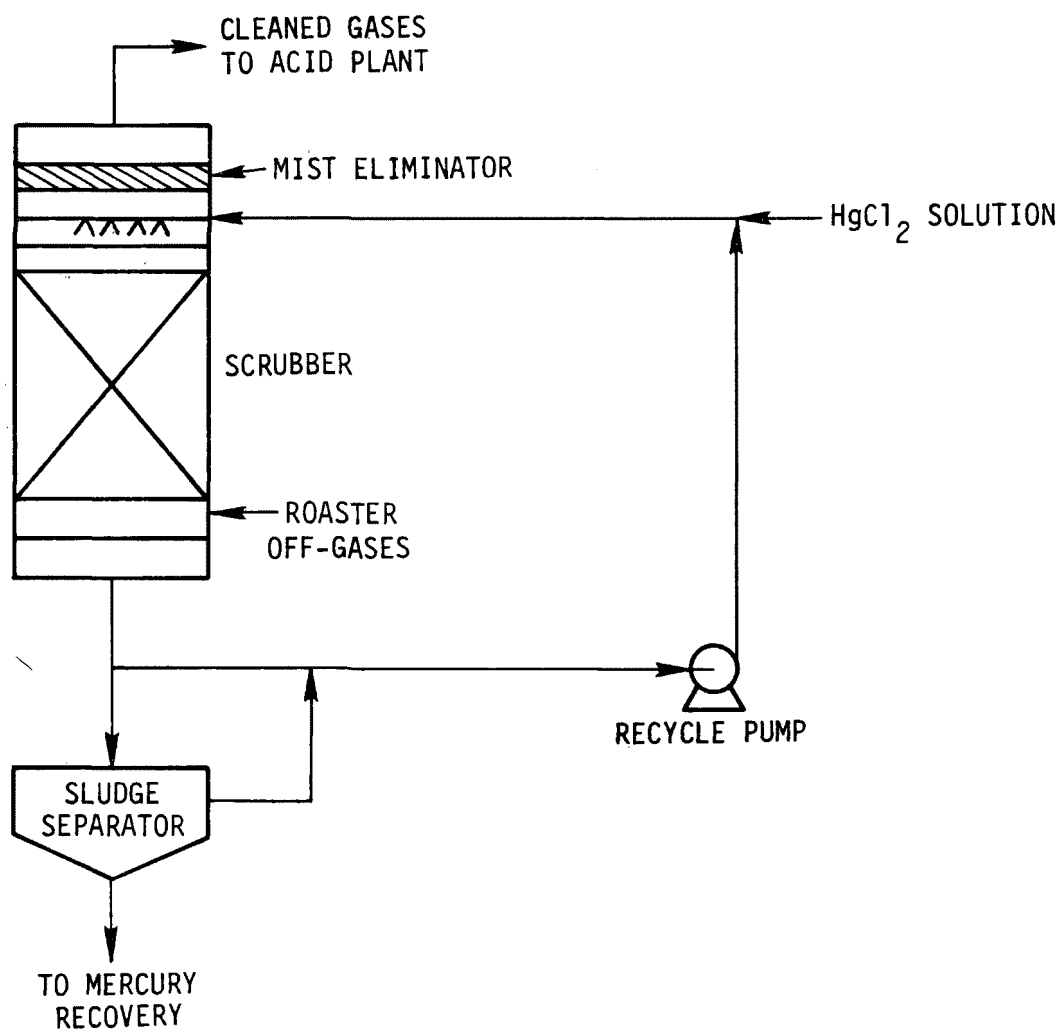 CLEANED GASES
TO ACID PLANT
MIST ELIMINATOR
HgCl2 SOLUTION
SCRUBBER
ROASTER
OFF-GASES
RECYCLE PUMP
SLUDGE
SEPARATOR
TO MERCURY
RECOVERY